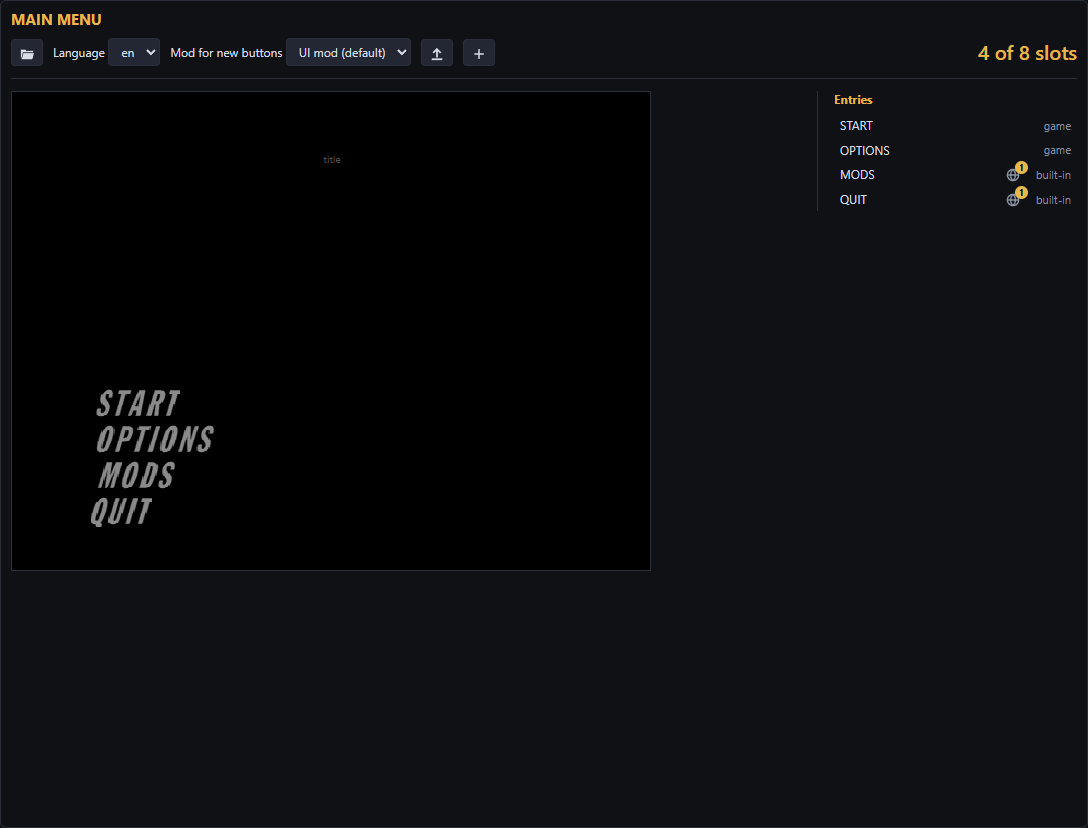 MAIN MENU
Language en Mod for new buttons UI mod (default) 4 of 8 slots
title
START
OPTIONS
MODS
QUIT
Entries
START game
OPTIONS game
MODS 1 built-in
QUIT 1 built-in